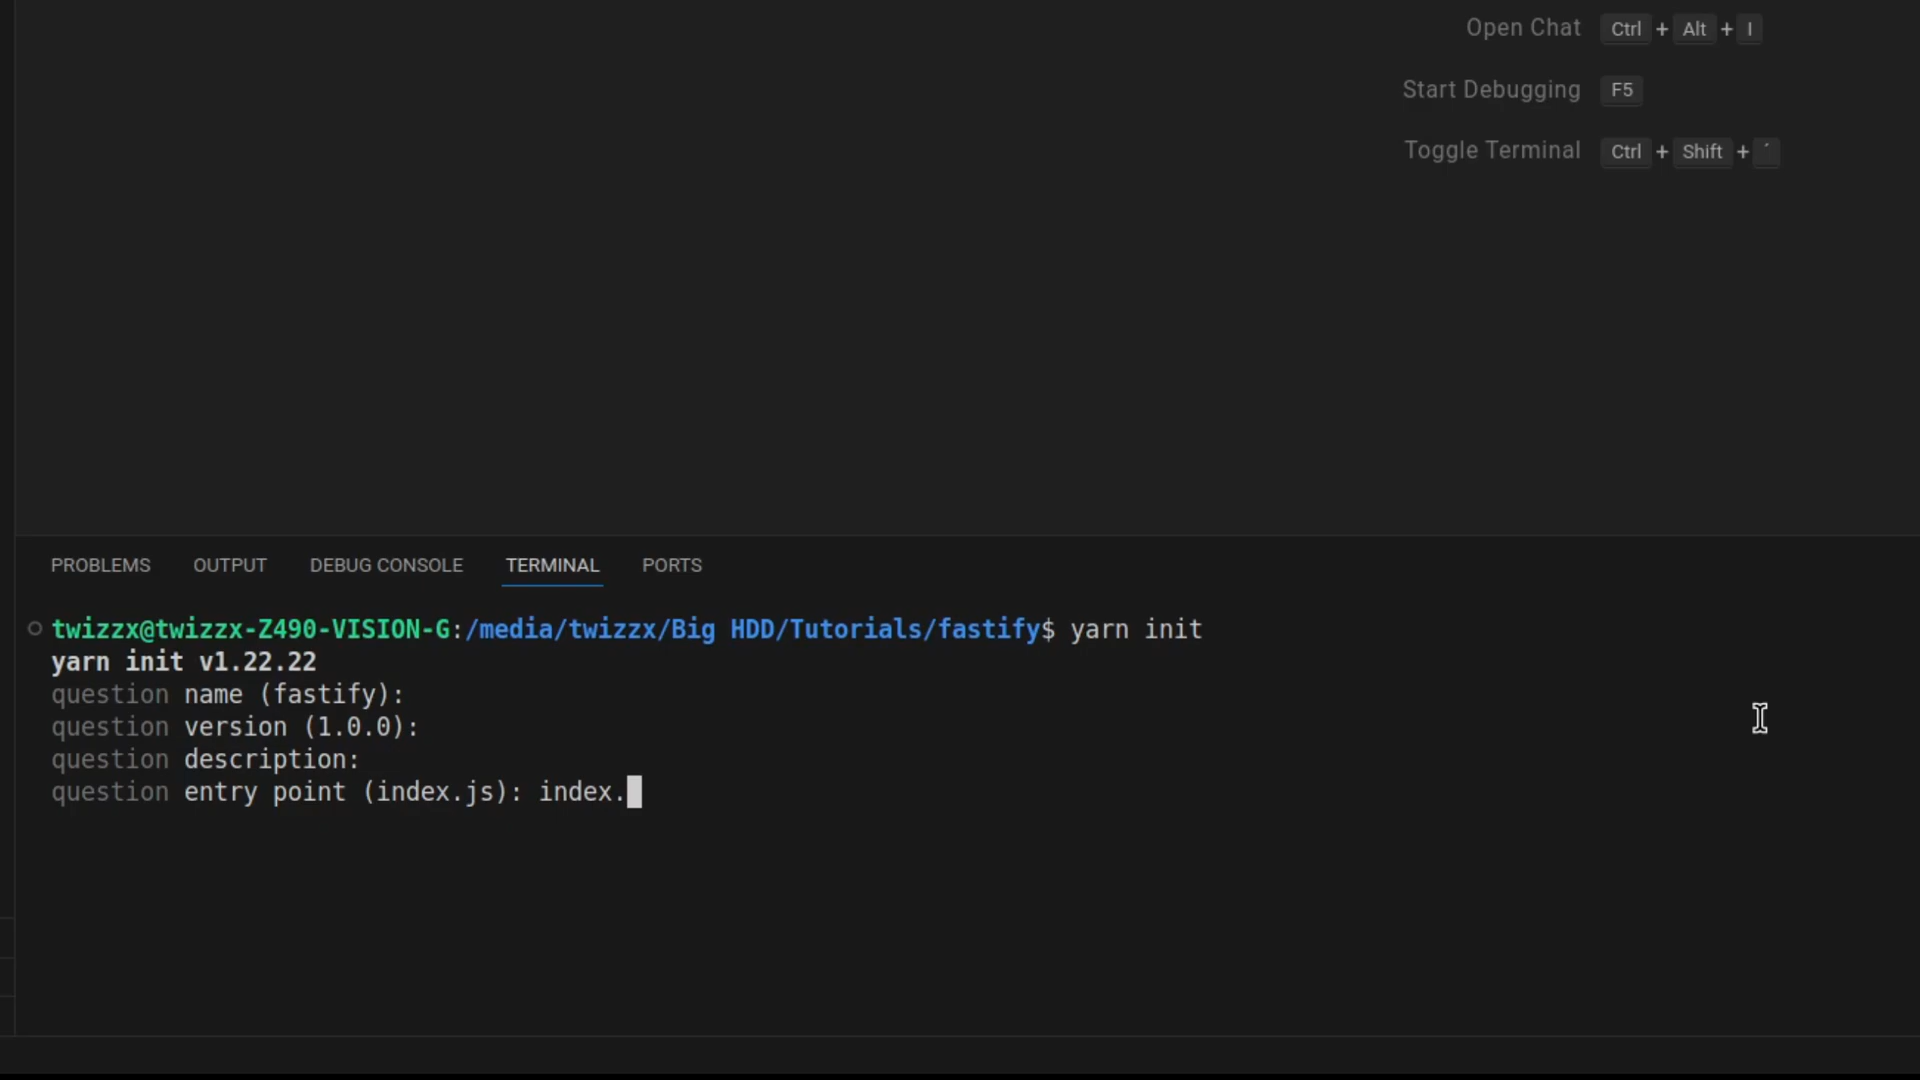 Open Chat Ctrl + Alt + I
Start Debugging F5
Toggle Terminal Ctrl + Shift + ´
PROBLEMS OUTPUT DEBUG CONSOLE TERMINAL PORTS
twizzx@twizzx-Z490-VISION-G:/media/twizzx/Big HDD/Tutorials/fastify$ yarn init
yarn init v1.22.22
question name (fastify):
question version (1.0.0):
question description:
question entry point (index.js): index.